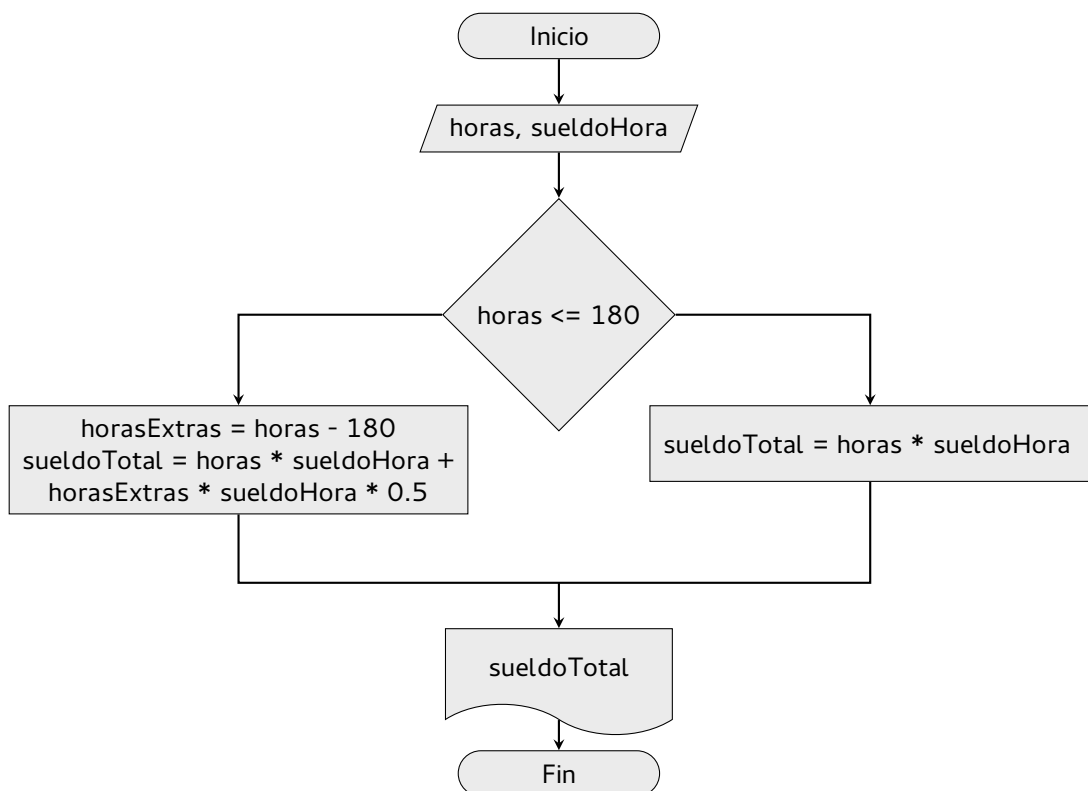 Inicio
horas, sueldoHora
horas <= 180
horasExtras = horas - 180
sueldoTotal = horas * sueldoHora +
horasExtras * sueldoHora * 0.5
sueldoTotal = horas * sueldoHora
sueldoTotal
Fin